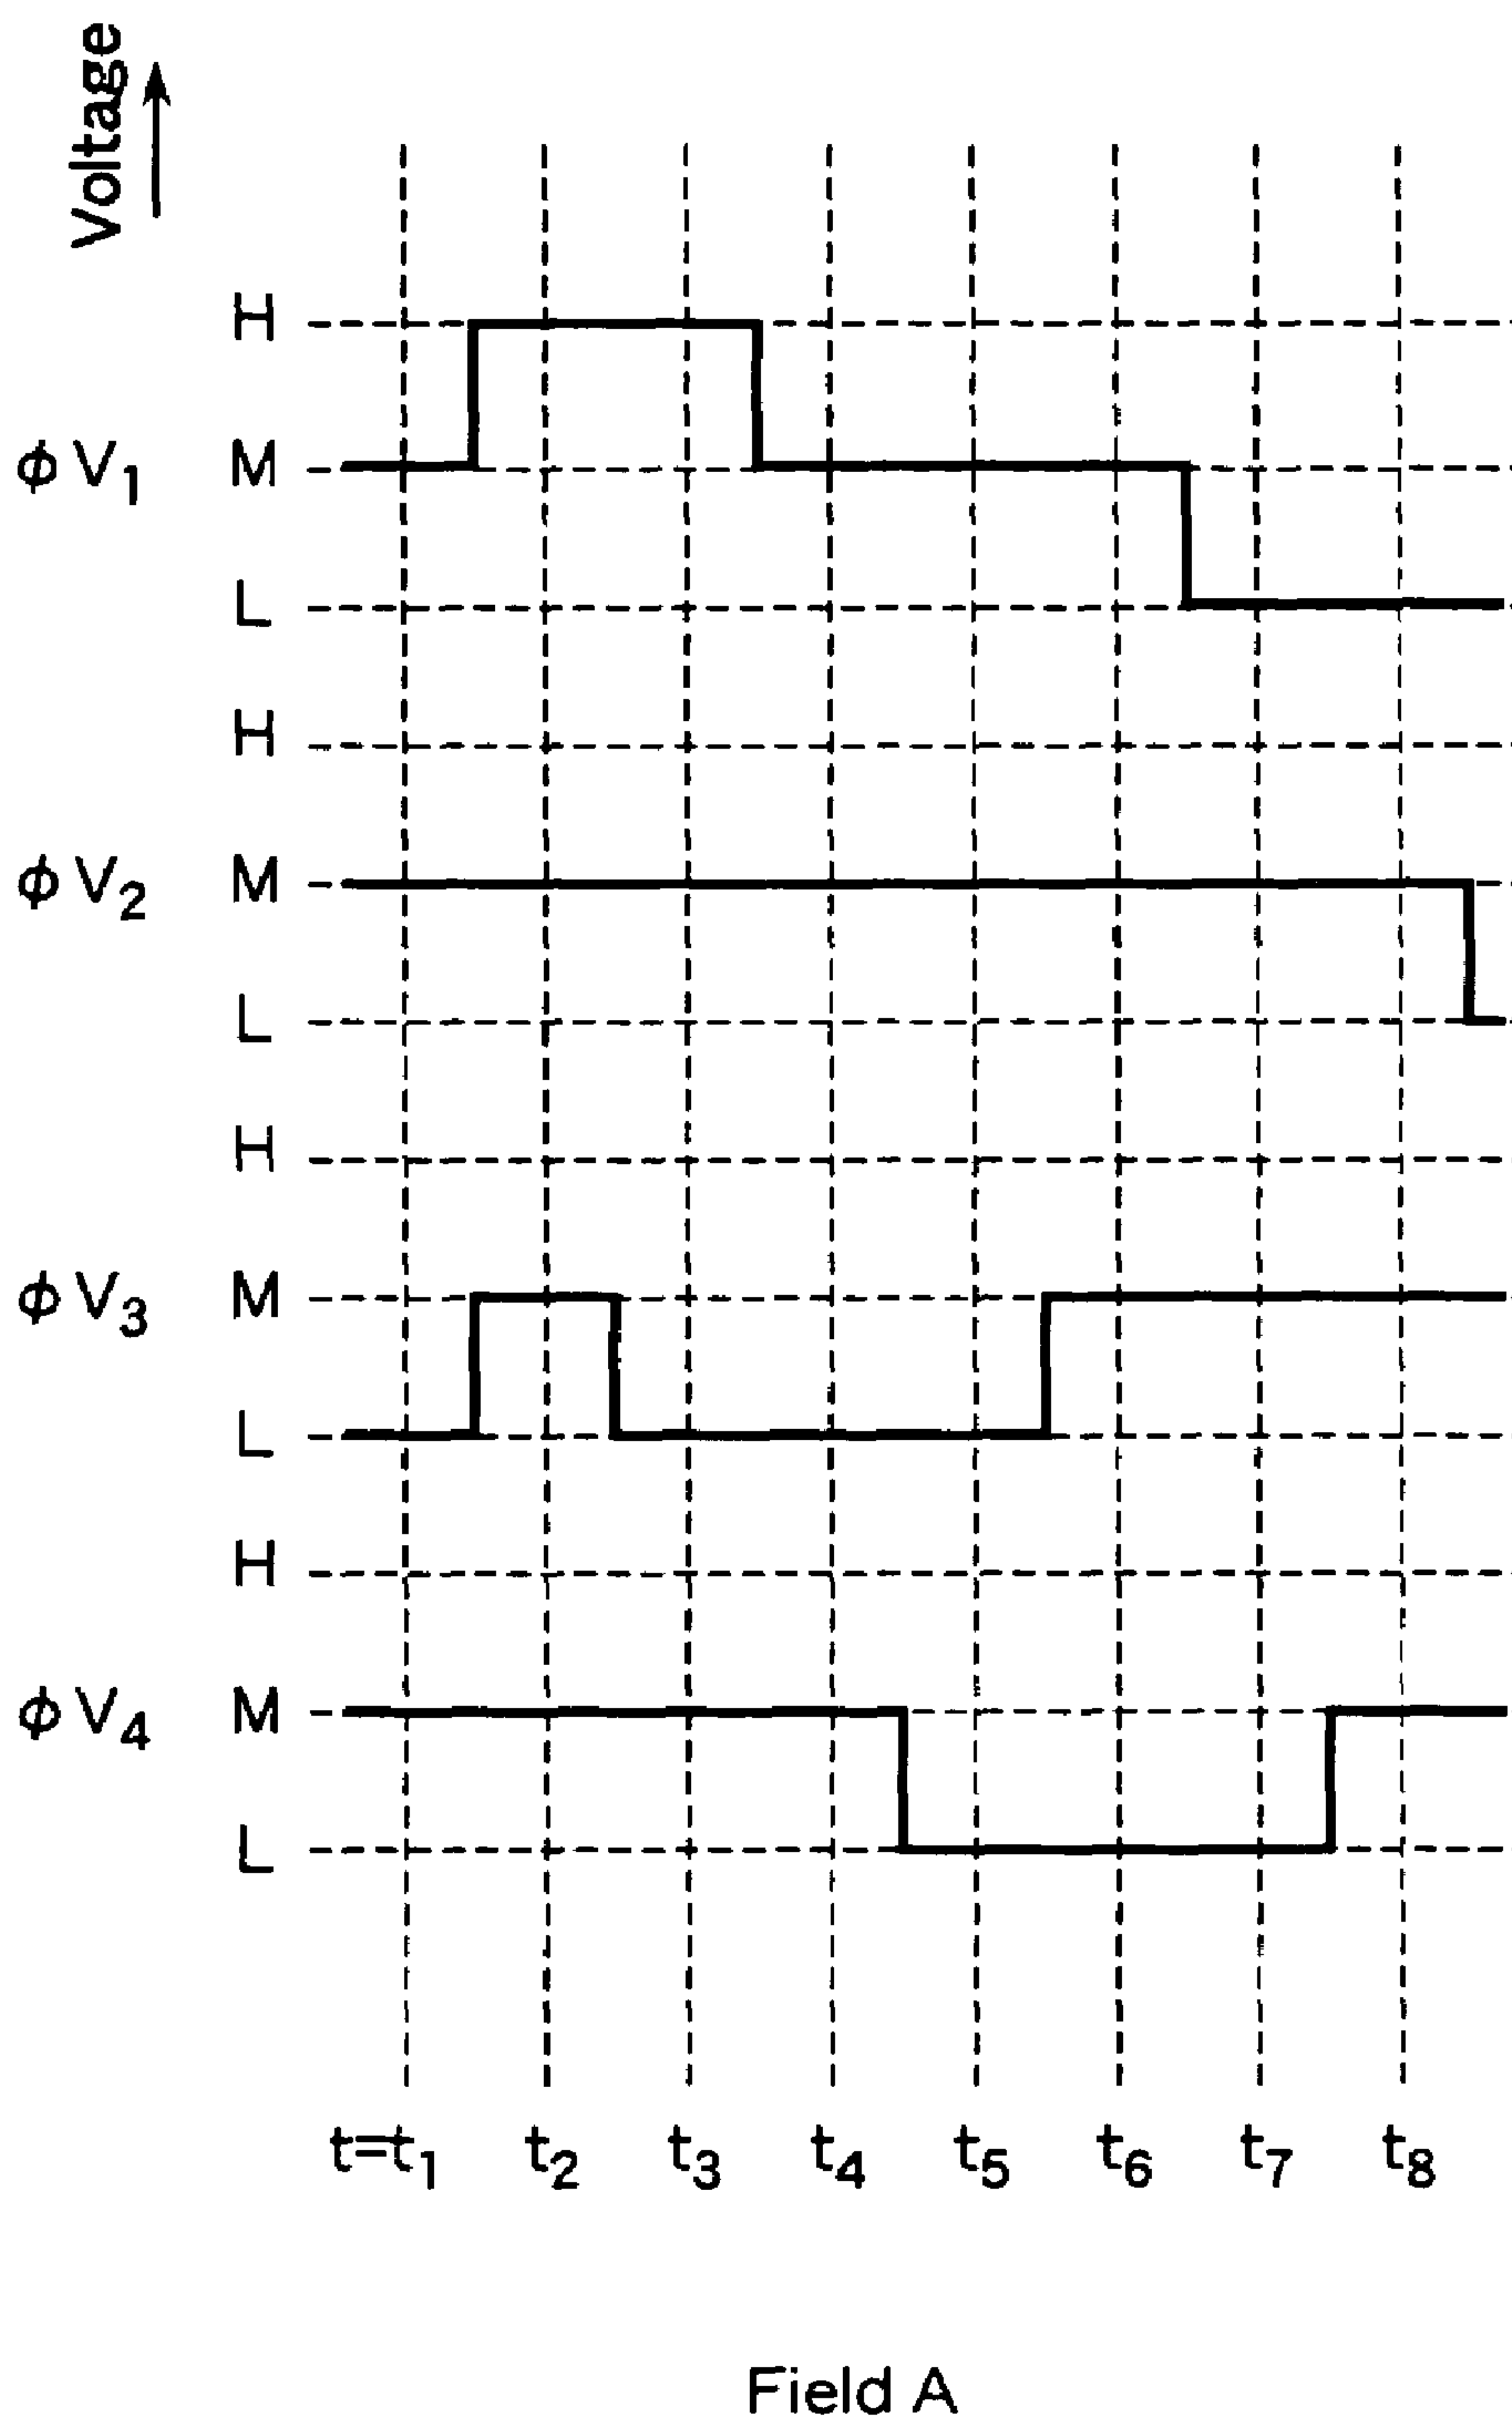 Voltage
H
φV1 M
L
H
φV2 M
L
H
φV3 M
L
H
φV4 M
L
t=t1 t2 t3 t4 t5 t6 t7 t8
Field A